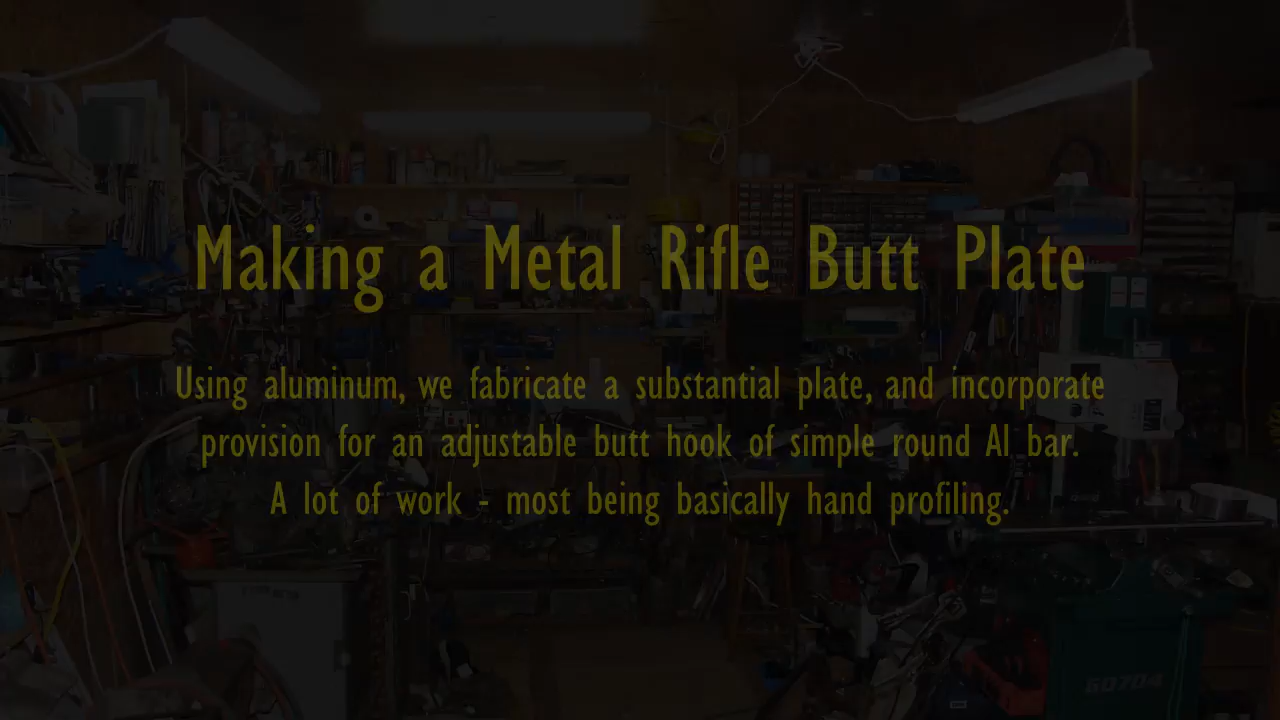 Making a Metal Rifle Butt Plate
Using aluminum, we fabricate a substantial plate, and incorporate
provision for an adjustable butt hook of simple round Al bar.
A lot of work - most being basically hand profiling.
G0704